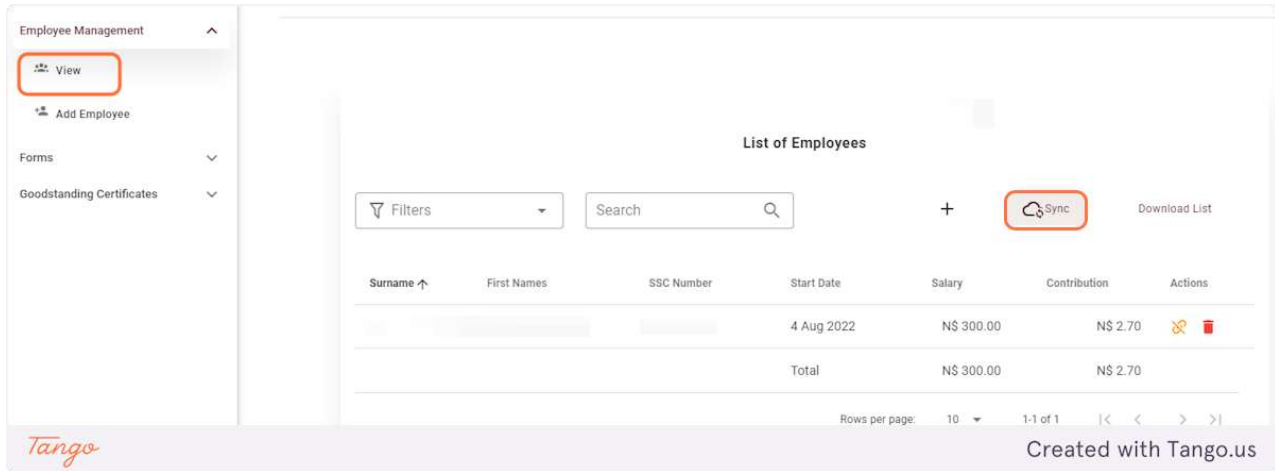 Employee Management
View
Add Employee
Forms
Goodstanding Certificates
List of Employees
Filters
Search
+
Sync
Download List
Surname First Names SSC Number Start Date Salary Contribution Actions
4 Aug 2022 N$ 300.00 N$ 2.70
Total N$ 300.00 N$ 2.70
Rows per page: 10 1-1 of 1
Tango
Created with Tango.us